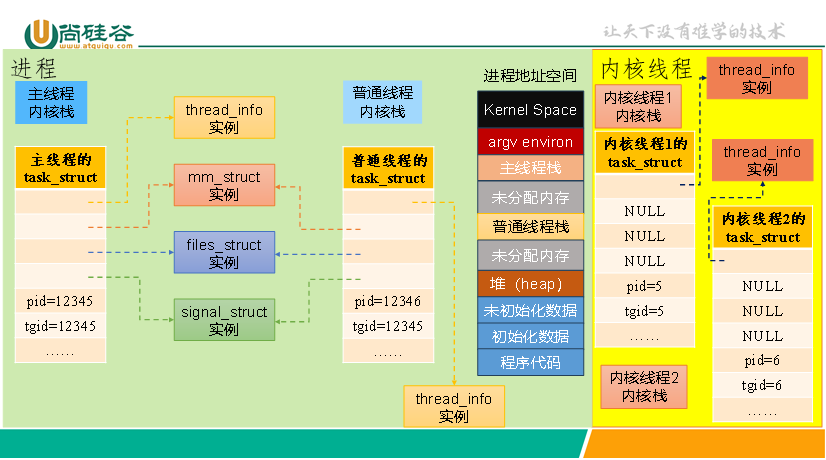 尚硅谷
www.atguigu.com
让天下没有难学的技术
进程
主线程
内核栈
主线程的
task_struct
pid=12345
tgid=12345
……
thread_info
实例
mm_struct
实例
files_struct
实例
signal_struct
实例
普通线程
内核栈
普通线程的
task_struct
pid=12346
tgid=12345
……
thread_info
实例
进程地址空间
Kernel Space
argv environ
主线程栈
未分配内存
普通线程栈
未分配内存
堆（heap）
未初始化数据
初始化数据
程序代码
内核线程
内核线程1
内核栈
内核线程1的
task_struct
NULL
NULL
NULL
pid=5
tgid=5
……
内核线程2
内核栈
thread_info
实例
thread_info
实例
内核线程2的
task_struct
NULL
NULL
NULL
pid=6
tgid=6
……